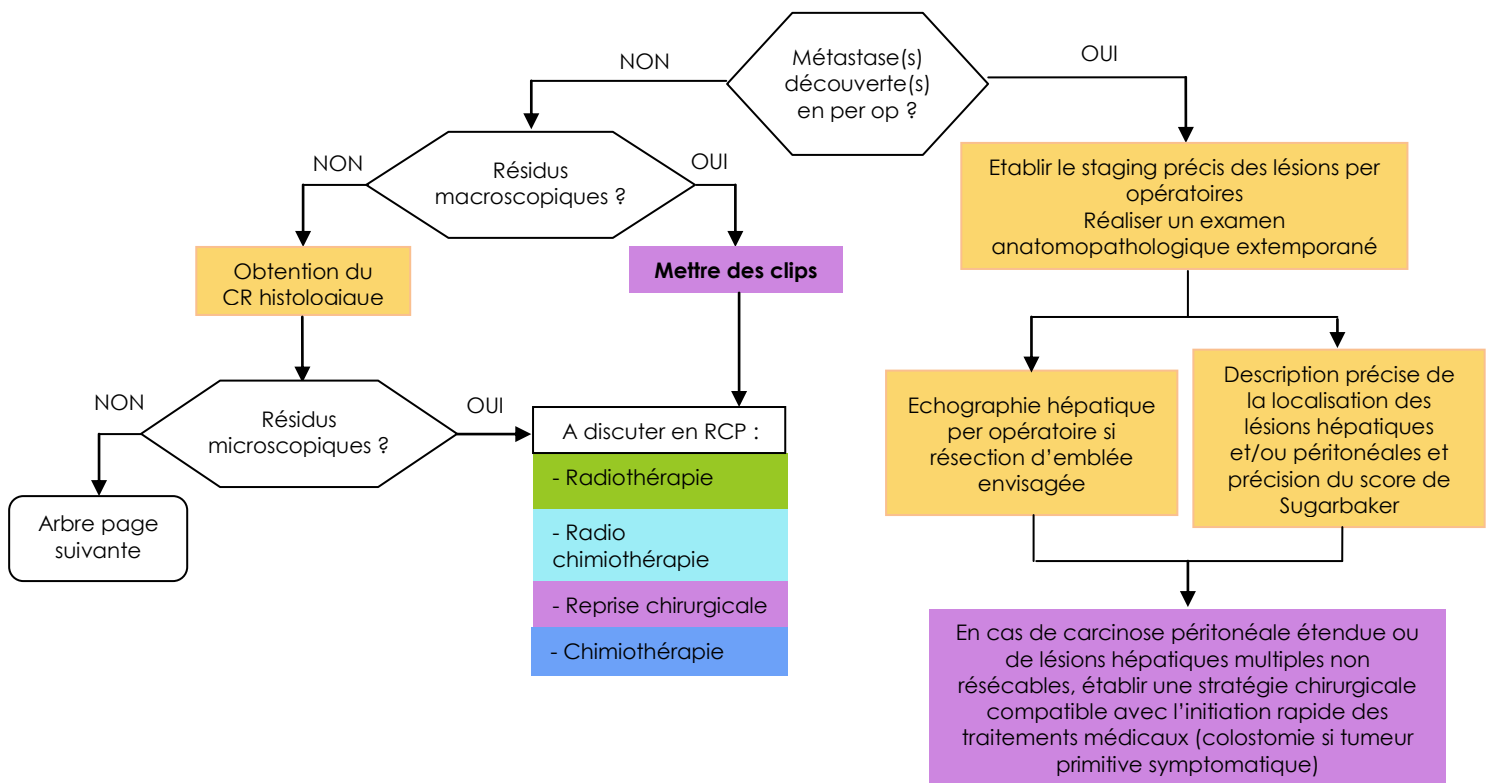 Métastase(s)
découverte(s)
en per op ?
NON
OUI
Résidus
macroscopiques ?
NON
OUI
Obtention du
CR histoloaiaue
Mettre des clips
Résidus
microscopiques ?
NON
OUI
Arbre page
suivante
A discuter en RCP :
- Radiothérapie
- Radio
chimiothérapie
- Reprise chirurgicale
- Chimiothérapie
Etablir le staging précis des lésions per
opératoires
Réaliser un examen
anatomopathologique extemporané
Echographie hépatique
per opératoire si
résection d’emblée
envisagée
Description précise de
la localisation des
lésions hépatiques
et/ou péritonéales et
précision du score de
Sugarbaker
En cas de carcinose péritonéale étendue ou
de lésions hépatiques multiples non
résécables, établir une stratégie chirurgicale
compatible avec l’initiation rapide des
traitements médicaux (colostomie si tumeur
primitive symptomatique)